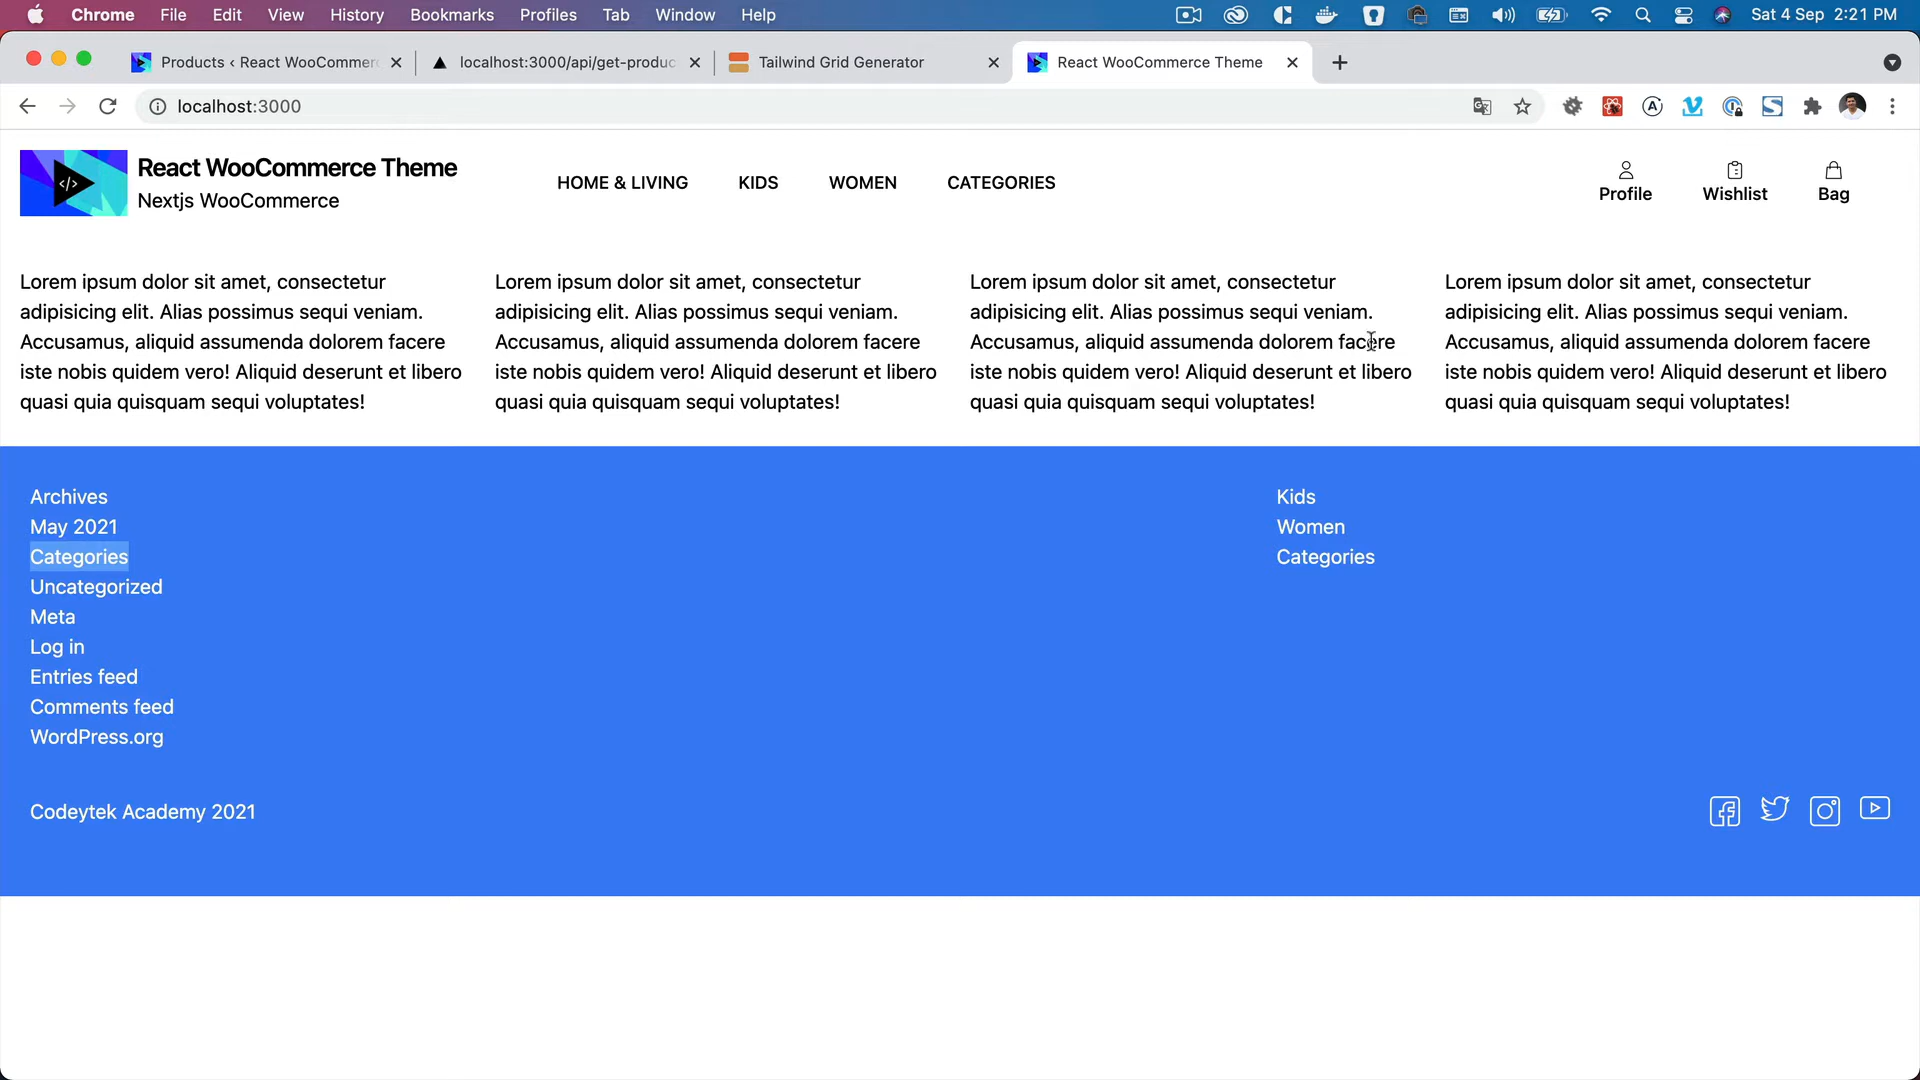 Chrome File Edit View History Bookmarks Profiles Tab Window Help Sat 4 Sep 2:21 PM
Products ‹ React WooCommer localhost:3000/api/get-produc Tailwind Grid Generator React WooCommerce Theme
localhost:3000
React WooCommerce Theme
Nextjs WooCommerce
HOME & LIVING KIDS WOMEN CATEGORIES
Profile Wishlist Bag
Lorem ipsum dolor sit amet, consectetur
adipisicing elit. Alias possimus sequi veniam.
Accusamus, aliquid assumenda dolorem facere
iste nobis quidem vero! Aliquid deserunt et libero
quasi quia quisquam sequi voluptates!
Lorem ipsum dolor sit amet, consectetur
adipisicing elit. Alias possimus sequi veniam.
Accusamus, aliquid assumenda dolorem facere
iste nobis quidem vero! Aliquid deserunt et libero
quasi quia quisquam sequi voluptates!
Lorem ipsum dolor sit amet, consectetur
adipisicing elit. Alias possimus sequi veniam.
Accusamus, aliquid assumenda dolorem facere
iste nobis quidem vero! Aliquid deserunt et libero
quasi quia quisquam sequi voluptates!
Lorem ipsum dolor sit amet, consectetur
adipisicing elit. Alias possimus sequi veniam.
Accusamus, aliquid assumenda dolorem facere
iste nobis quidem vero! Aliquid deserunt et libero
quasi quia quisquam sequi voluptates!
Archives
May 2021
Categories
Uncategorized
Meta
Log in
Entries feed
Comments feed
WordPress.org
Kids
Women
Categories
Codeytek Academy 2021